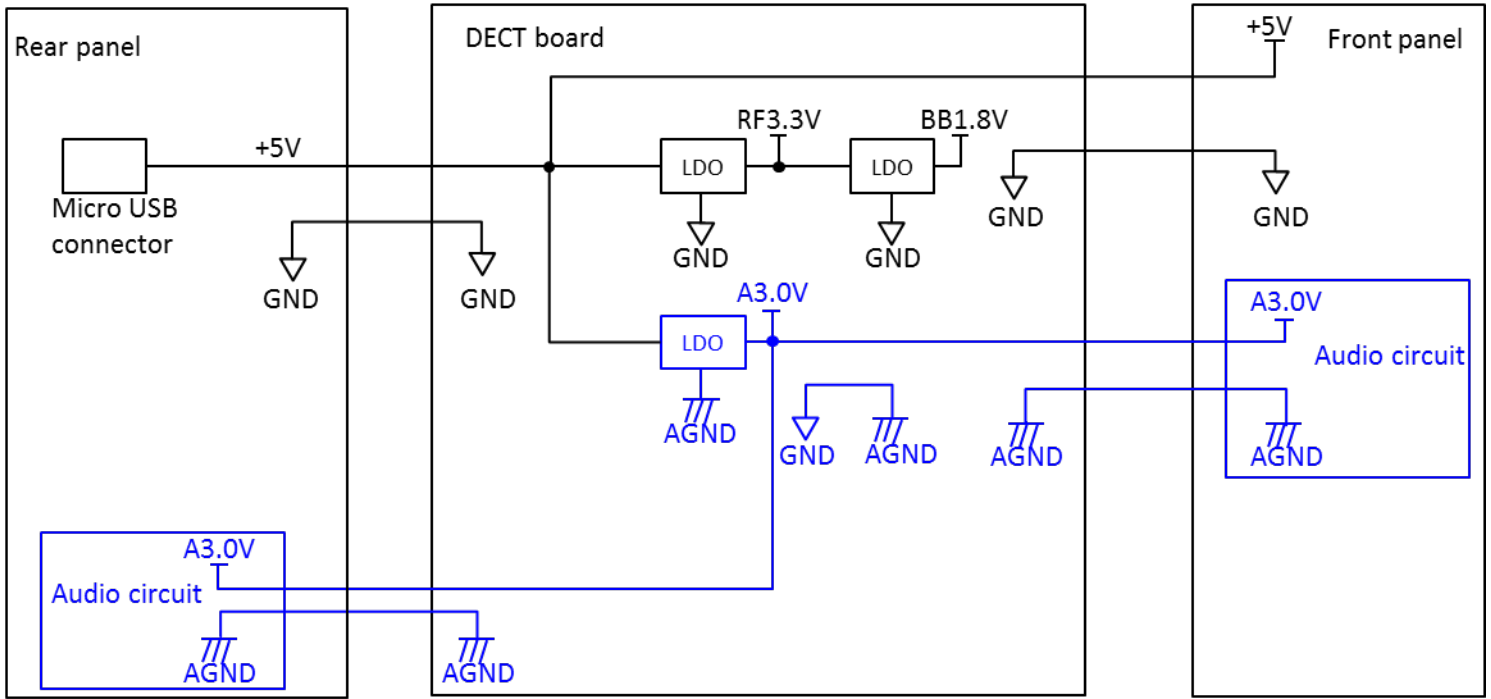 Rear panel
DECT board
+5V
Front panel
+5V
RF3.3V
BB1.8V
LDO
LDO
Micro USB
connector
GND
GND
GND
GND
GND
GND
A3.0V
A3.0V
LDO
Audio circuit
AGND
GND
AGND
AGND
AGND
A3.0V
Audio circuit
AGND
AGND